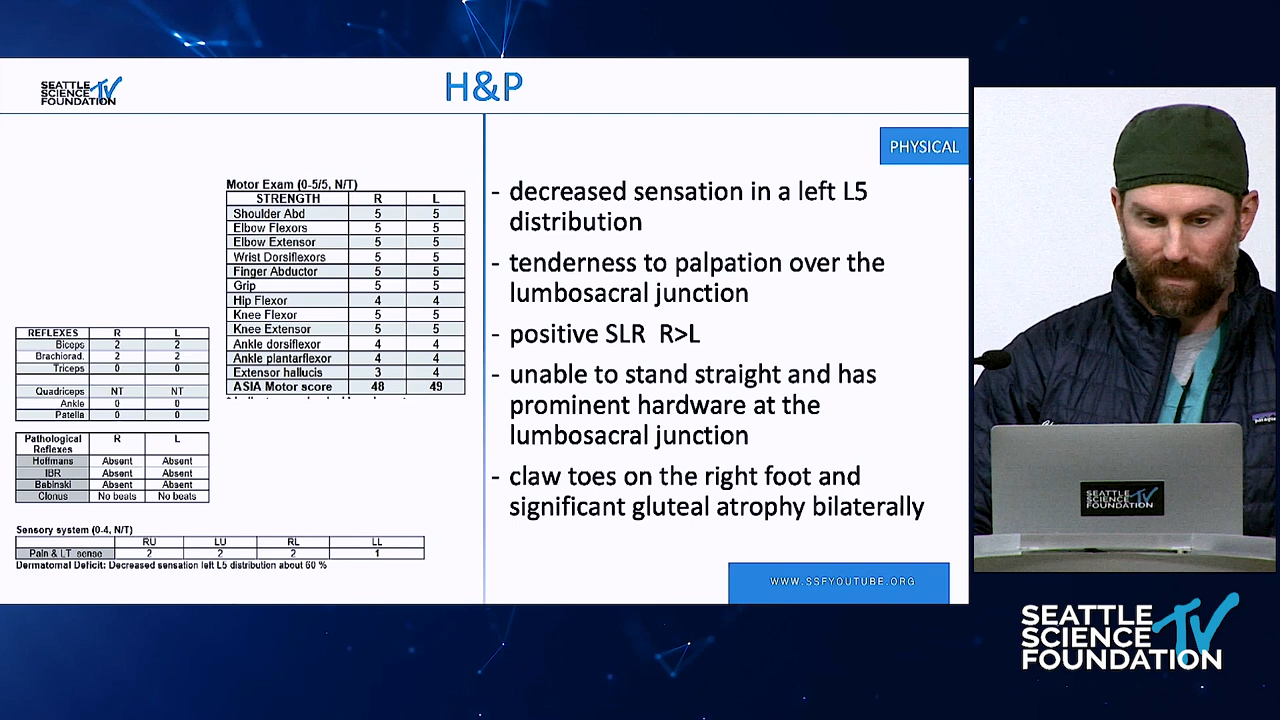 SEATTLE
SCIENCE TV
FOUNDATION
H&P
PHYSICAL
Motor Exam (0-5/5, N/T)
STRENGTH R L
Shoulder Abd 5 5
Elbow Flexors 5 5
Elbow Extensor 5 5
Wrist Dorsiflexors 5 5
Finger Abductor 5 5
Grip 5 5
Hip Flexor 4 4
Knee Flexor 5 5
Knee Extensor 5 5
Ankle dorsiflexor 4 4
Ankle plantarflexor 4 4
Extensor hallucis 3 4
ASIA Motor score 48 49
REFLEXES R L
Biceps 2 2
Brachiorad. 2 2
Triceps 0 0
Quadriceps NT NT
Ankle 0 0
Patella 0 0
Pathological R L
Reflexes
Hoffmans Absent Absent
IBR Absent Absent
Babinski Absent Absent
Clonus No beats No beats
Sensory system (0-4, N/T)
RU LU RL LL
Pain & LT sense 2 2 2 1
Dermatomal Deficit: Decreased sensation left L5 distribution about 60 %
- decreased sensation in a left L5
distribution
- tenderness to palpation over the
lumbosacral junction
- positive SLR R>L
- unable to stand straight and has
prominent hardware at the
lumbosacral junction
- claw toes on the right foot and
significant gluteal atrophy bilaterally
WWW.SSFYOUTUBE.ORG
patagonia
SEATTLE
SCIENCE TV
FOUNDATION
SEATTLE
SCIENCE TV
FOUNDATION